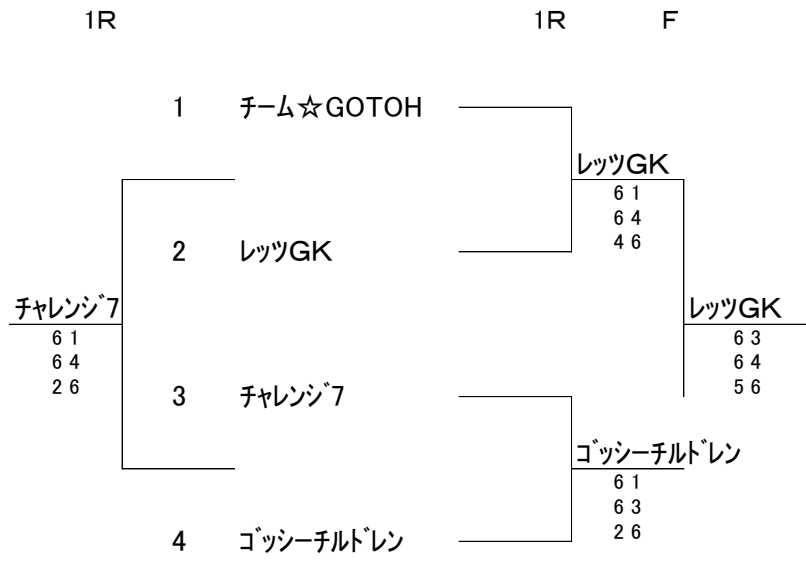 1R 1R F
1 チーム☆GOTOH
レッツGK
6 1
6 4
4 6
2 レッツGK
チャレンジ7
6 1
6 4
2 6
レッツGK
6 3
6 4
5 6
3 チャレンジ7
ゴッシーチルドレン
6 1
6 3
2 6
4 ゴッシーチルドレン